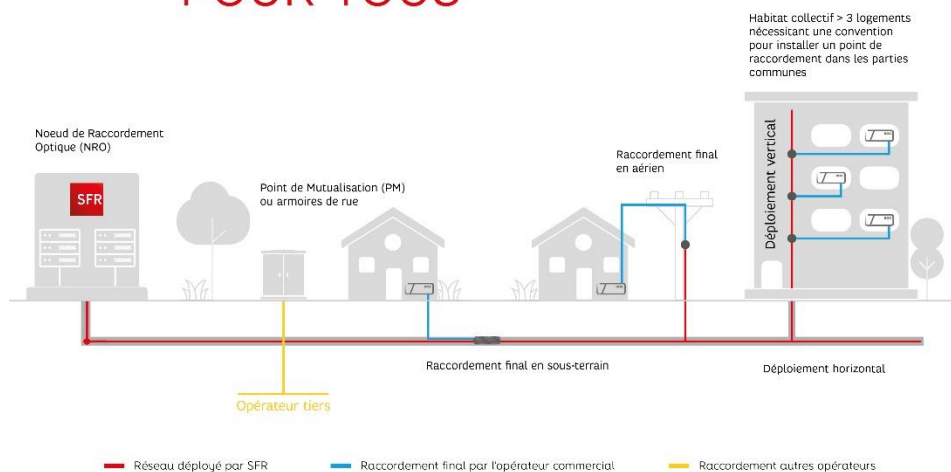 POUR TOUS
Habitat collectif > 3 logements
nécessitant une convention
pour installer un point de
raccordement dans les parties
communes
Noeud de Raccordement
Optique (NRO)
SFR
Point de Mutualisation (PM)
ou armoires de rue
Raccordement final
en aérien
Déploiement vertical
Raccordement final en sous-terrain
Déploiement horizontal
Opérateur tiers
Réseau déployé par SFR
Raccordement final par l'opérateur commercial
Raccordement autres opérateurs